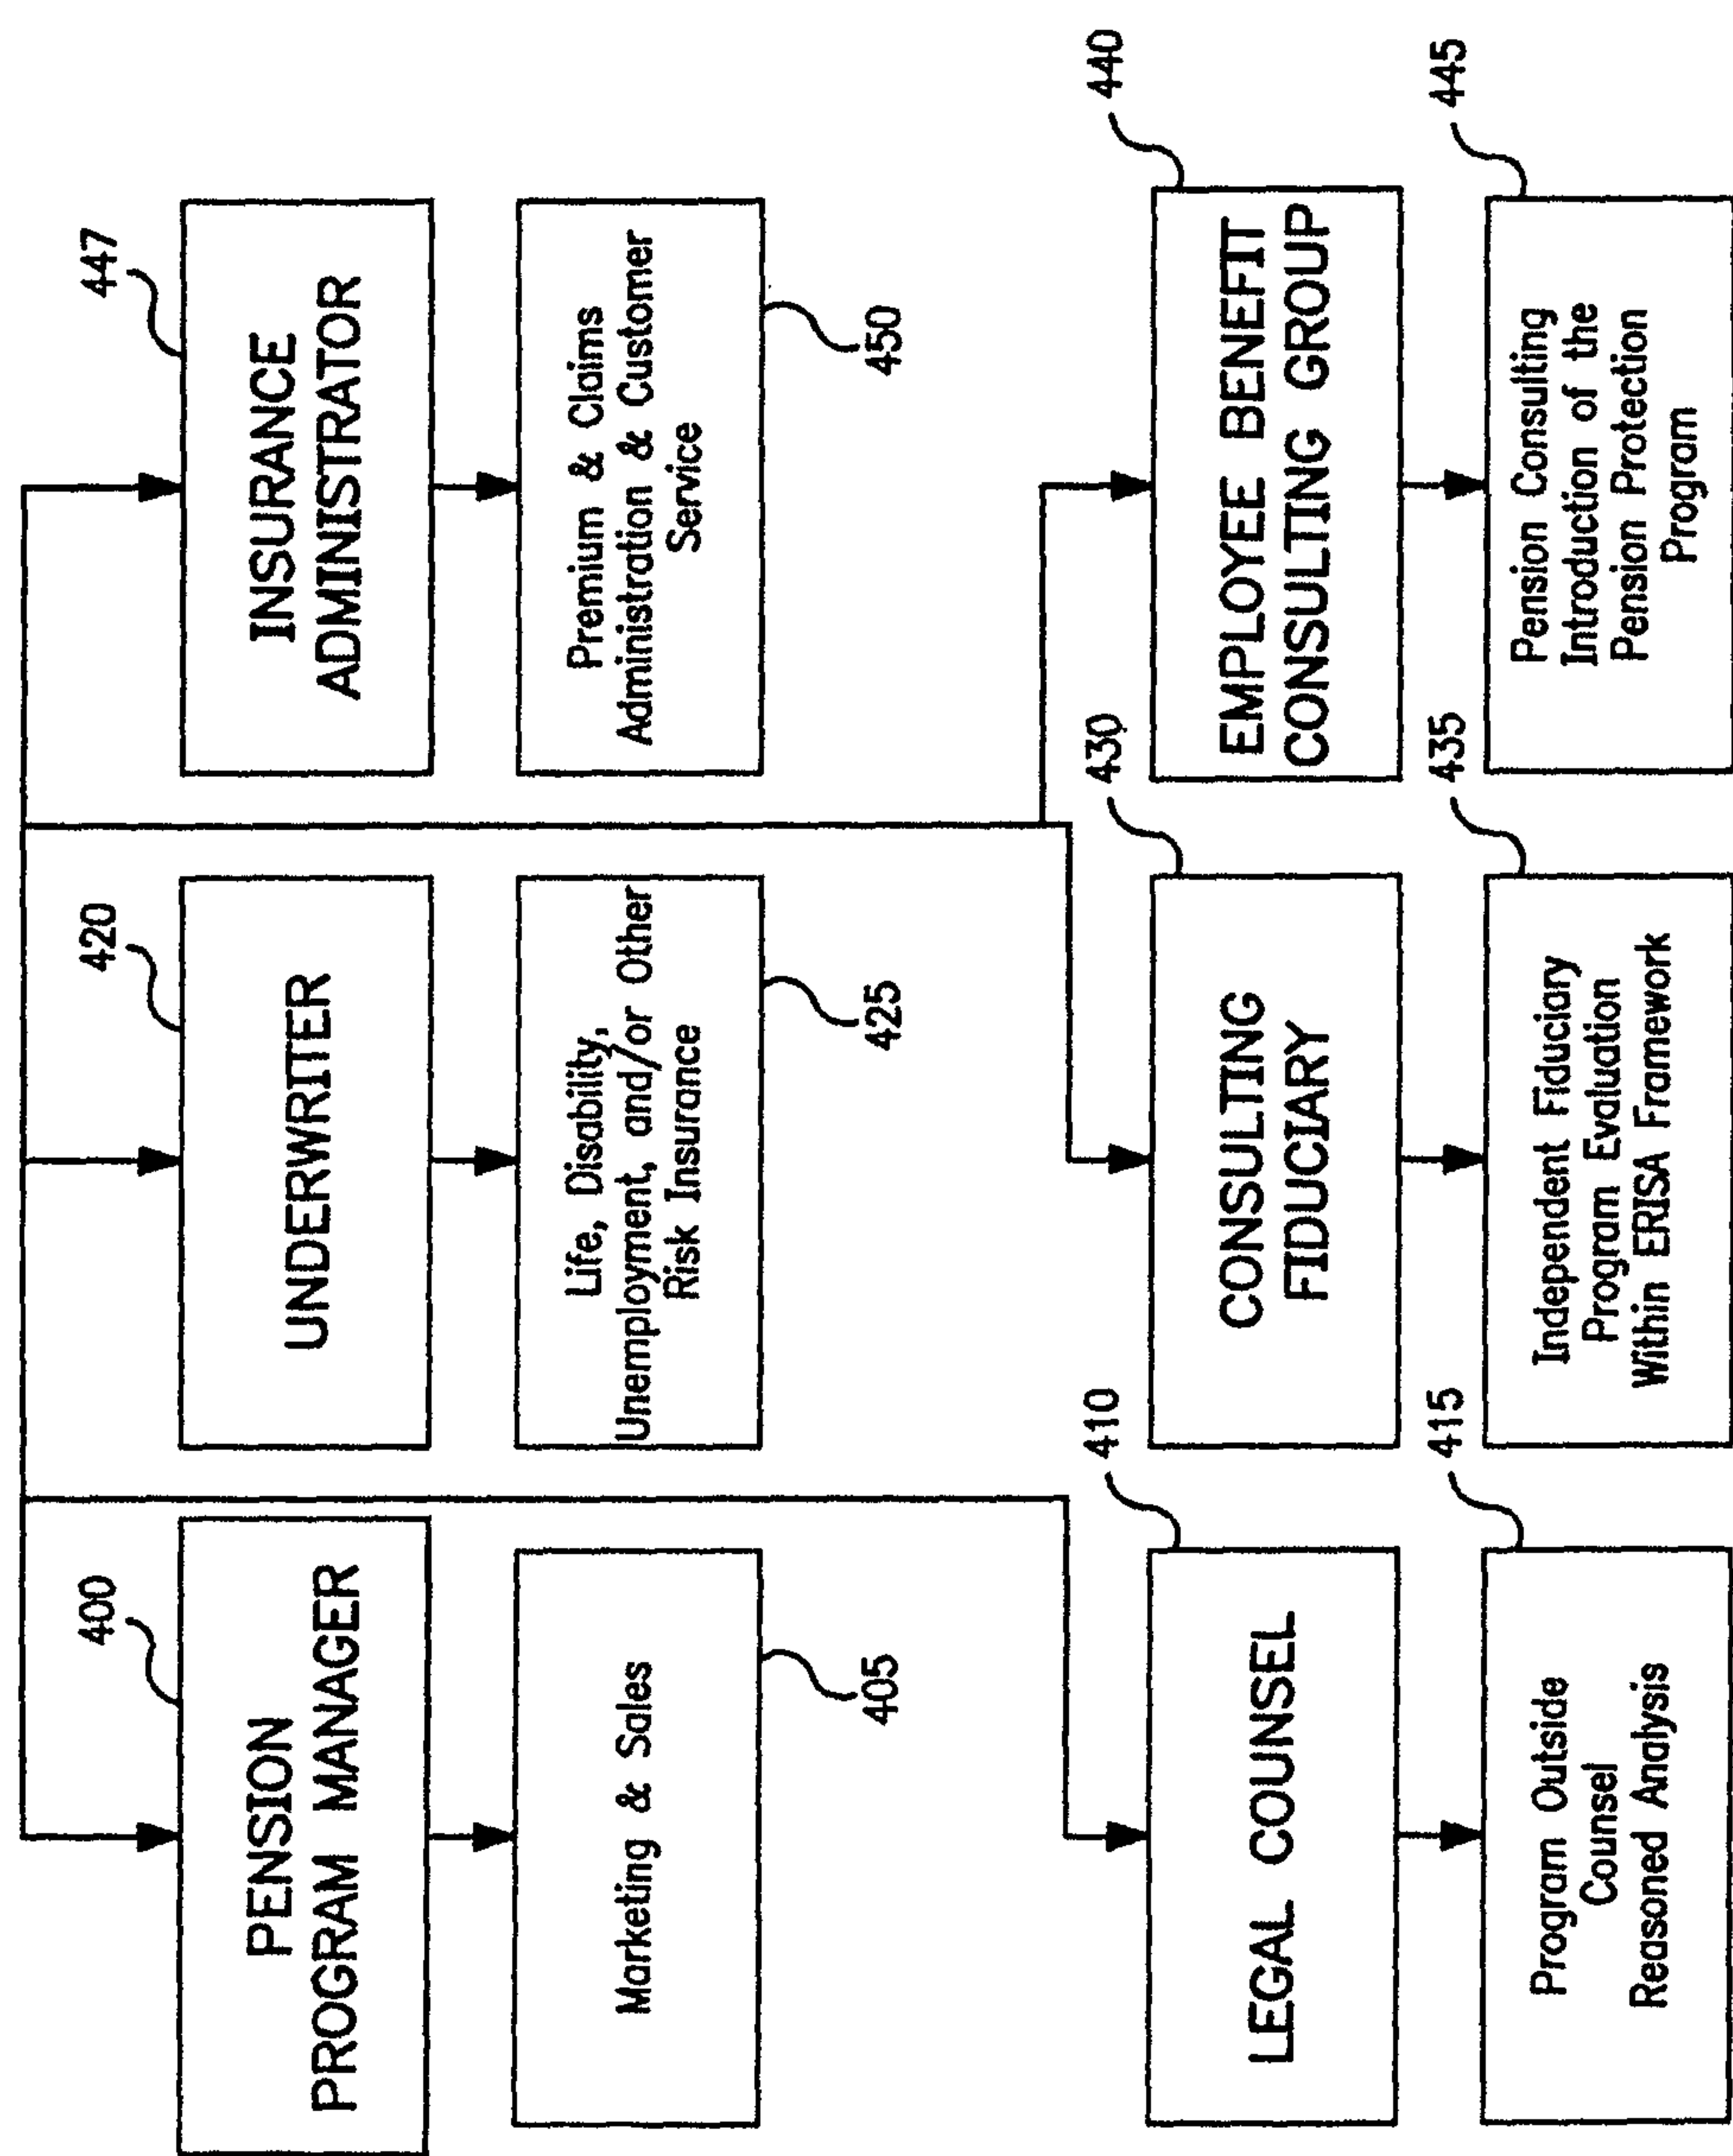 400
PENSION
PROGRAM MANAGER
Marketing & Sales
405
420
UNDERWRITER
Life, Disability,
Unemployment, and/or Other
Risk Insurance
425
447
INSURANCE
ADMINISTRATOR
Premium & Claims
Administration & Customer
Service
450
410
LEGAL COUNSEL
415
Program Outside
Counsel
Reasoned Analysis
430
CONSULTING
FIDUCIARY
435
Independent Fiduciary
Program Evaluation
Within ERISA Framework
440
EMPLOYEE BENEFIT
CONSULTING GROUP
445
Pension Consulting
Introduction of the
Pension Protection
Program